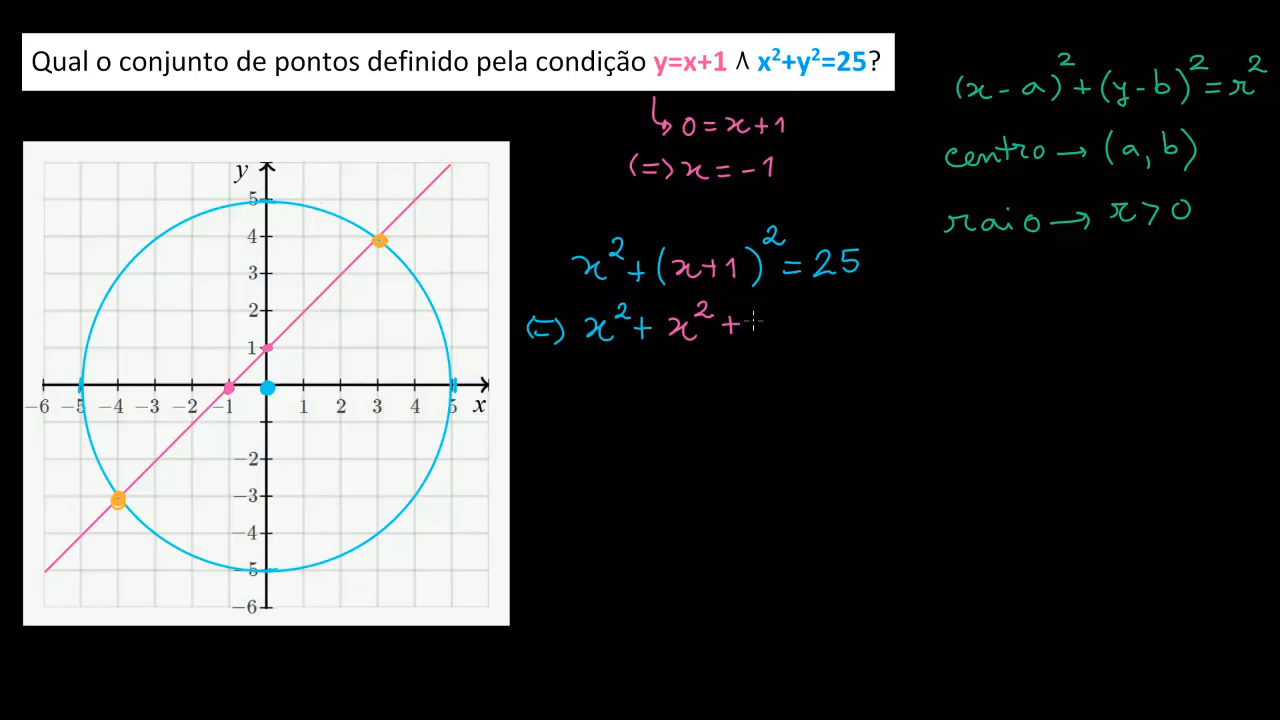 Qual o conjunto de pontos definido pela condição y=x+1 ∧ x²+y²=25?
↳ 0 = x+1
(=) x = -1
x² + (x+1)² = 25
(=) x² + x² +
(x - a)² + (y - b)² = r²
centro → (a, b)
raio → r > 0
y
5
4
3
2
1
−6 −5 −4 −3 −2 −1 1 2 3 4 5 x
−2
−3
−4
−5
−6